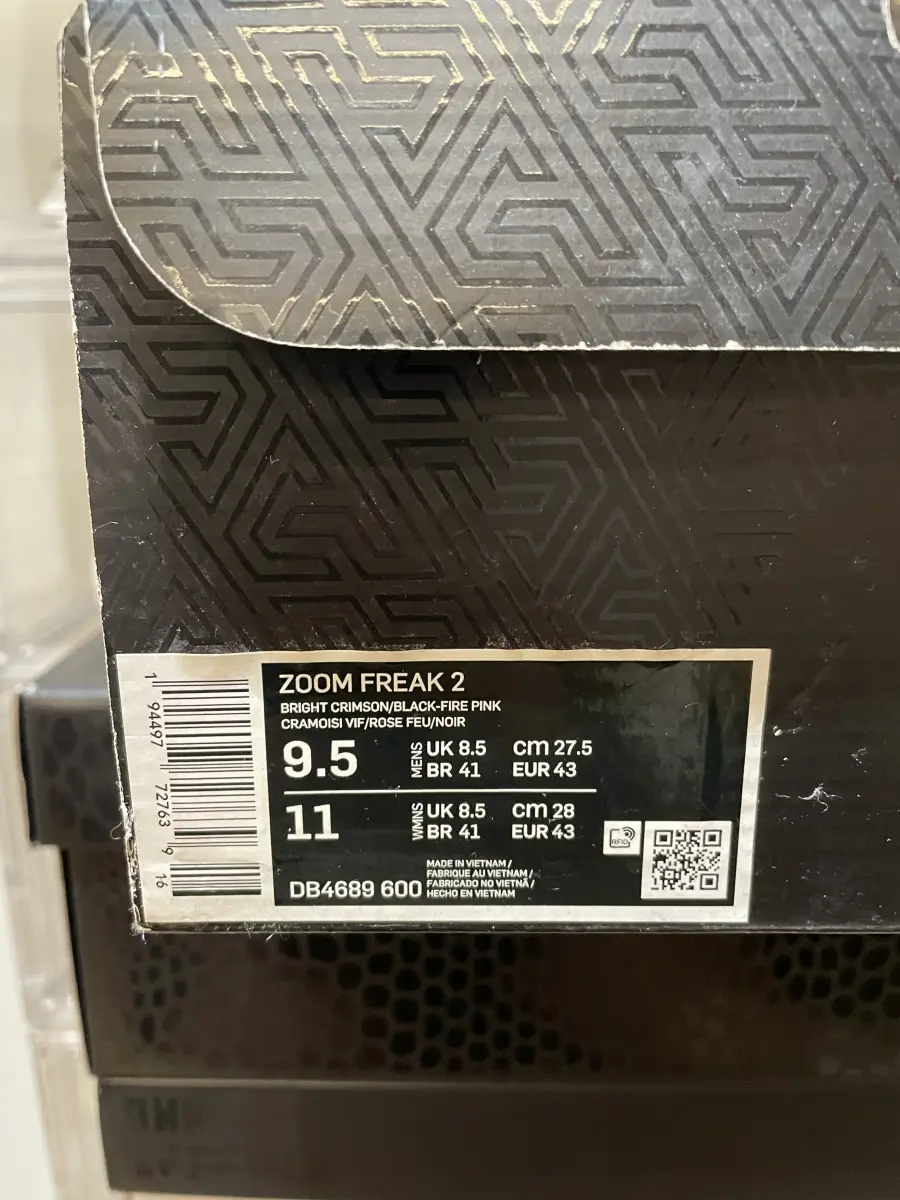 ZOOM FREAK 2
BRIGHT CRIMSON/BLACK-FIRE PINK
CRAMOISI VIF/ROSE FEU/NOIR
9.5 MENS UK 8.5 cm 27.5
BR 41 EUR 43
11 WMNS UK 8.5 cm 28
BR 41 EUR 43
RFID
DB4689 600
MADE IN VIETNAM /
FABRIQUE AU VIETNAM /
FABRICADO NO VIETNÃ /
HECHO EN VIETNAM
1 94497 72763 9 16